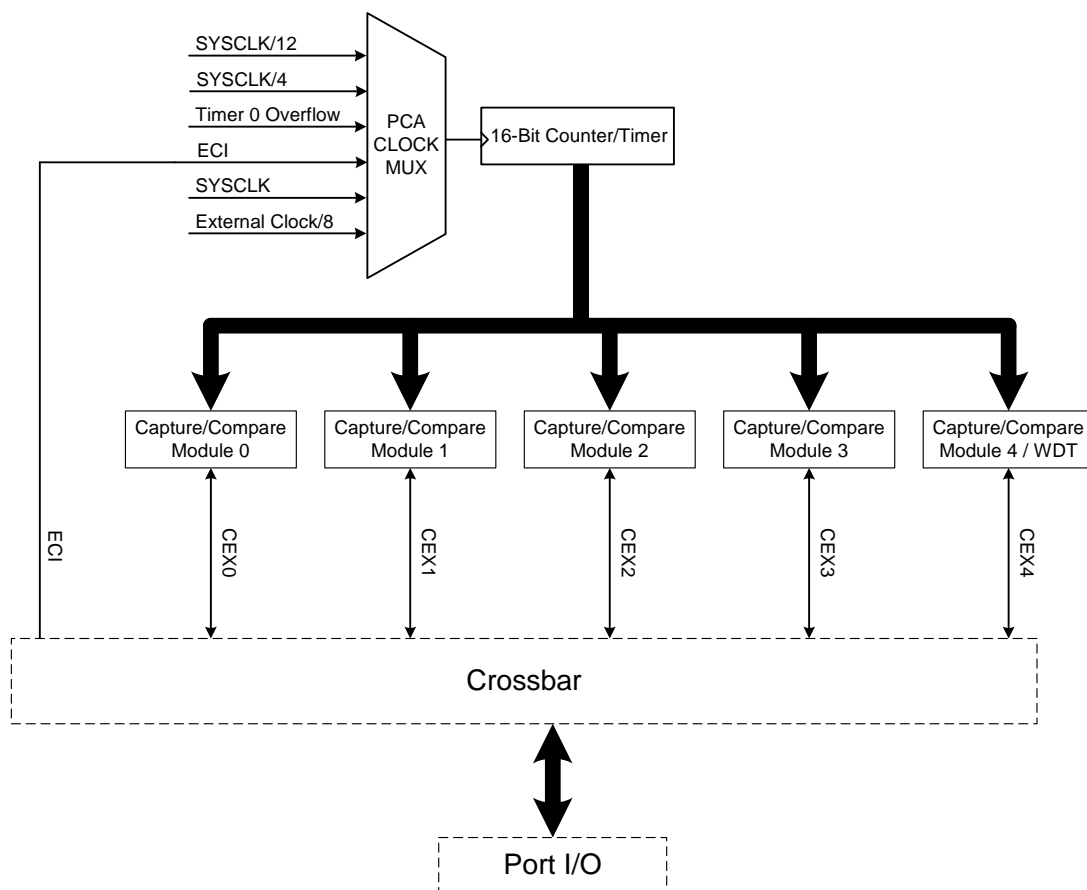 SYSCLK/12
SYSCLK/4
Timer 0 Overflow
ECI
SYSCLK
External Clock/8
PCA
CLOCK
MUX
16-Bit Counter/Timer
Capture/Compare
Module 0
Capture/Compare
Module 1
Capture/Compare
Module 2
Capture/Compare
Module 3
Capture/Compare
Module 4 / WDT
ECI
CEX0
CEX1
CEX2
CEX3
CEX4
Crossbar
Port I/O